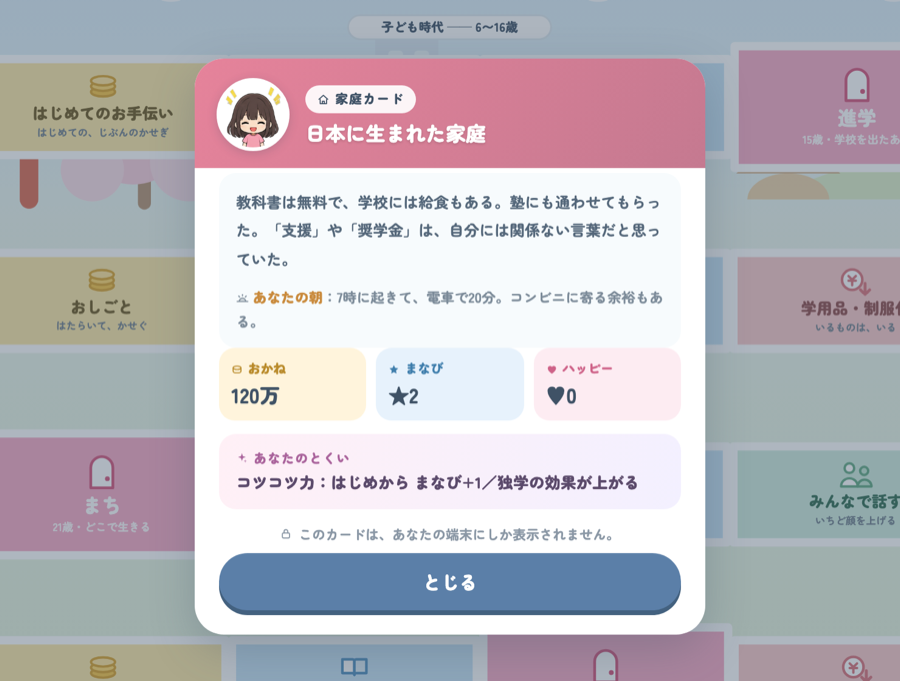 子ども時代 ── 6〜16歳
はじめてのお手伝い
はじめての、じぶんのかせぎ
家庭カード
日本に生まれた家庭
進学
15歳・学校を出たあ
教科書は無料で、学校には給食もある。塾にも通わせてもらっ
た。「支援」や「奨学金」は、自分には関係ない言葉だと思っ
ていた。
あなたの朝：7時に起きて、電車で20分。コンビニに寄る余裕もあ
る。
おしごと
はたらいて、かせぐ
学用品・制服代
いるものは、いる
おかね
120万
★ まなび
★2
♥ ハッピー
♥0
あなたのとくい
コツコツ力：はじめから まなび+1／独学の効果が上がる
まち
21歳・どこで生きる
みんなで話す
いちど顔を上げる
このカードは、あなたの端末にしか表示されません。
とじる